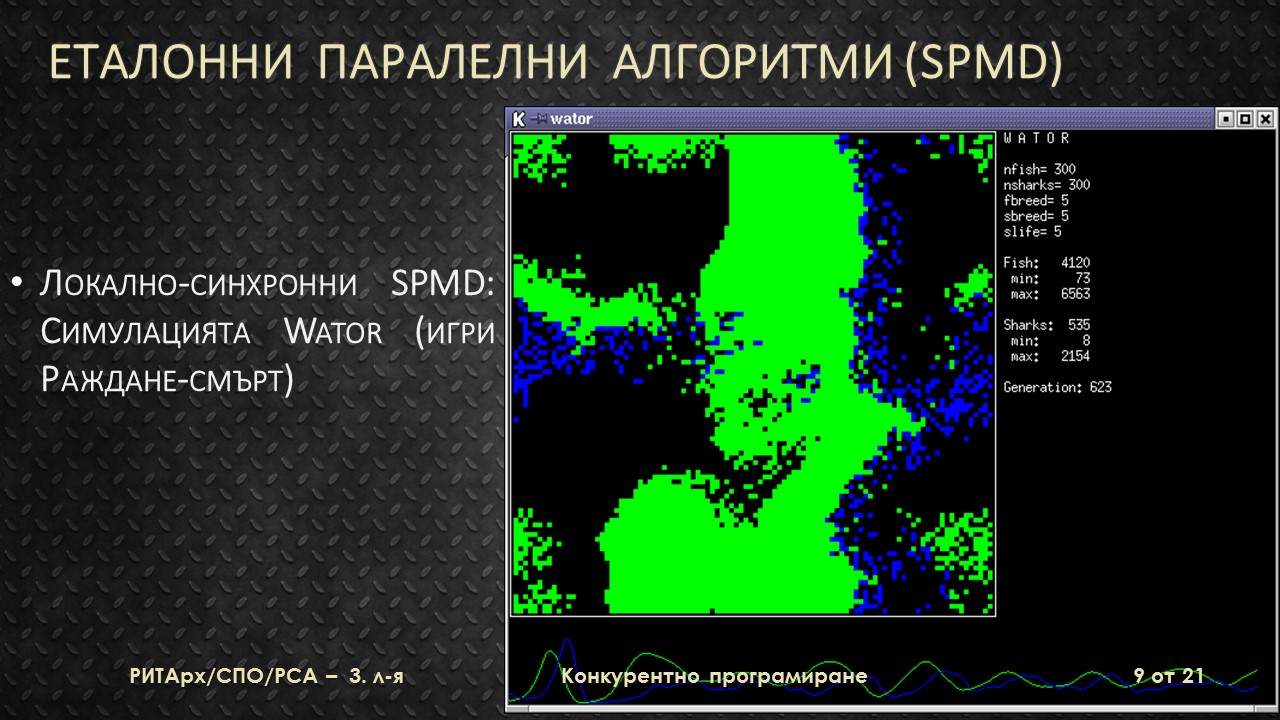 ЕТАЛОННИ ПАРАЛЕЛНИ АЛГОРИТМИ (SPMD)
• Локално-синхронни SPMD:
Симулацията Wator (игри
Раждане-смърт)
wator
W A T O R
nfish= 300
nsharks= 300
fbreed= 5
sbreed= 5
slife= 5
Fish: 4120
min: 73
max: 6563
Sharks: 535
min: 8
max: 2154
Generation: 623
РИТАрх/СПО/РСА – 3. л-я
Конкурентно програмиране
9 от 21